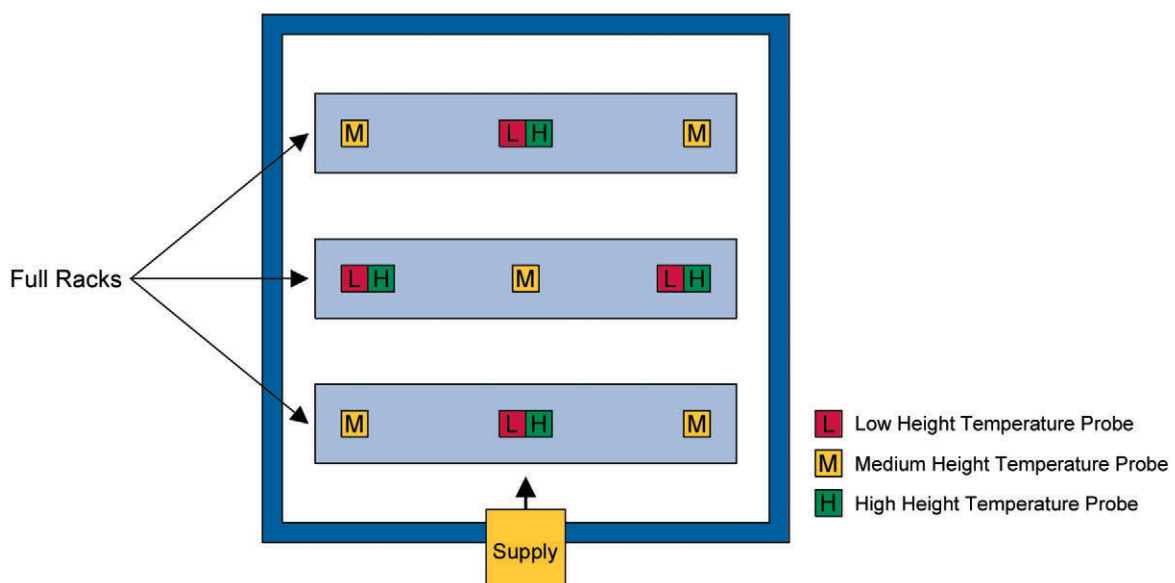 M L H M
Full Racks
L H M L H
M L H M
L Low Height Temperature Probe
M Medium Height Temperature Probe
H High Height Temperature Probe
Supply